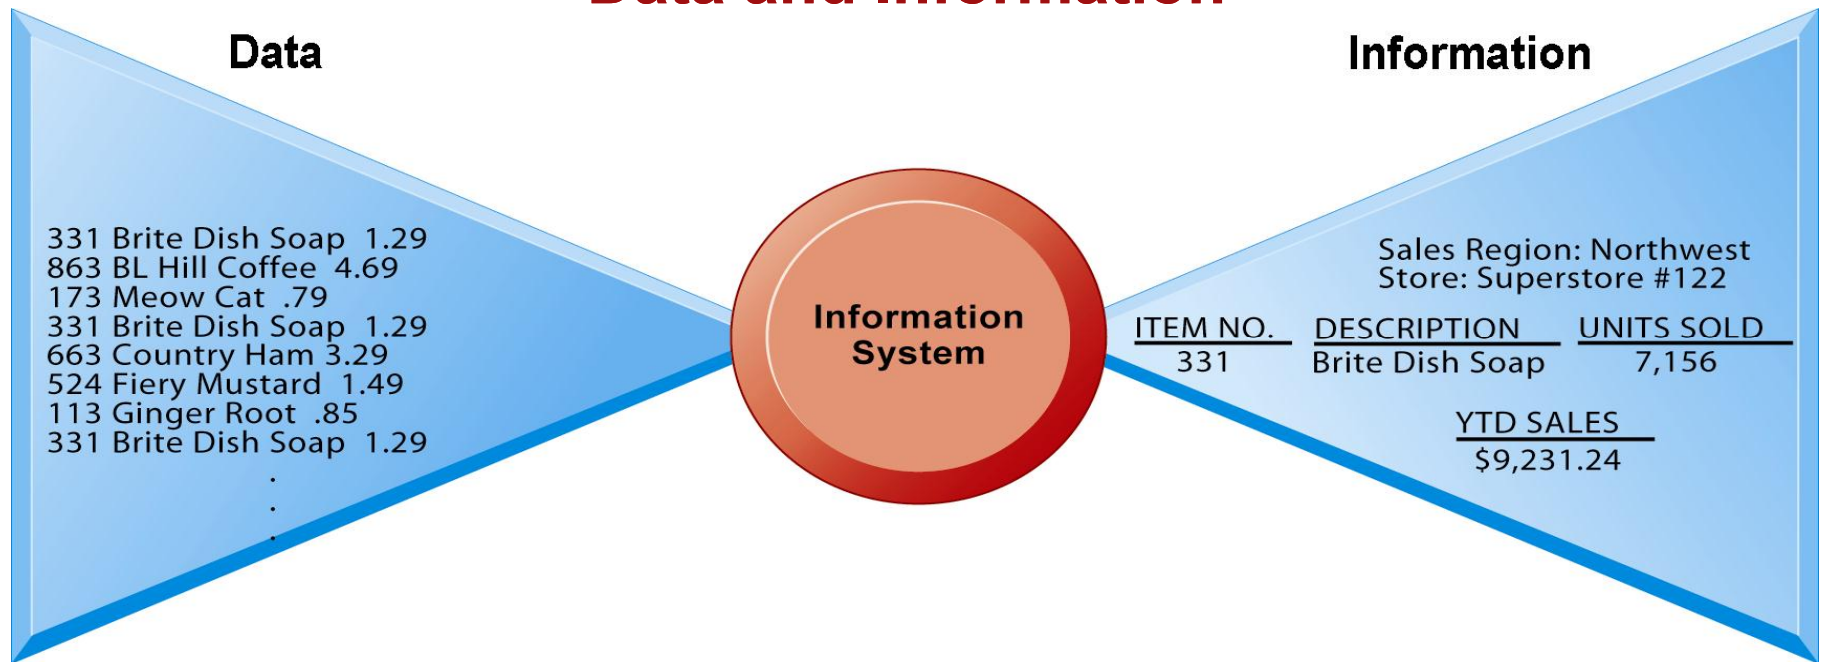 Data and Information
Data
Information
331 Brite Dish Soap 1.29
863 BL Hill Coffee 4.69
173 Meow Cat .79
331 Brite Dish Soap 1.29
663 Country Ham 3.29
524 Fiery Mustard 1.49
113 Ginger Root .85
331 Brite Dish Soap 1.29
.
.
.
Information
System
Sales Region: Northwest
Store: Superstore #122
ITEM NO. DESCRIPTION UNITS SOLD
331 Brite Dish Soap 7,156
YTD SALES
$9,231.24